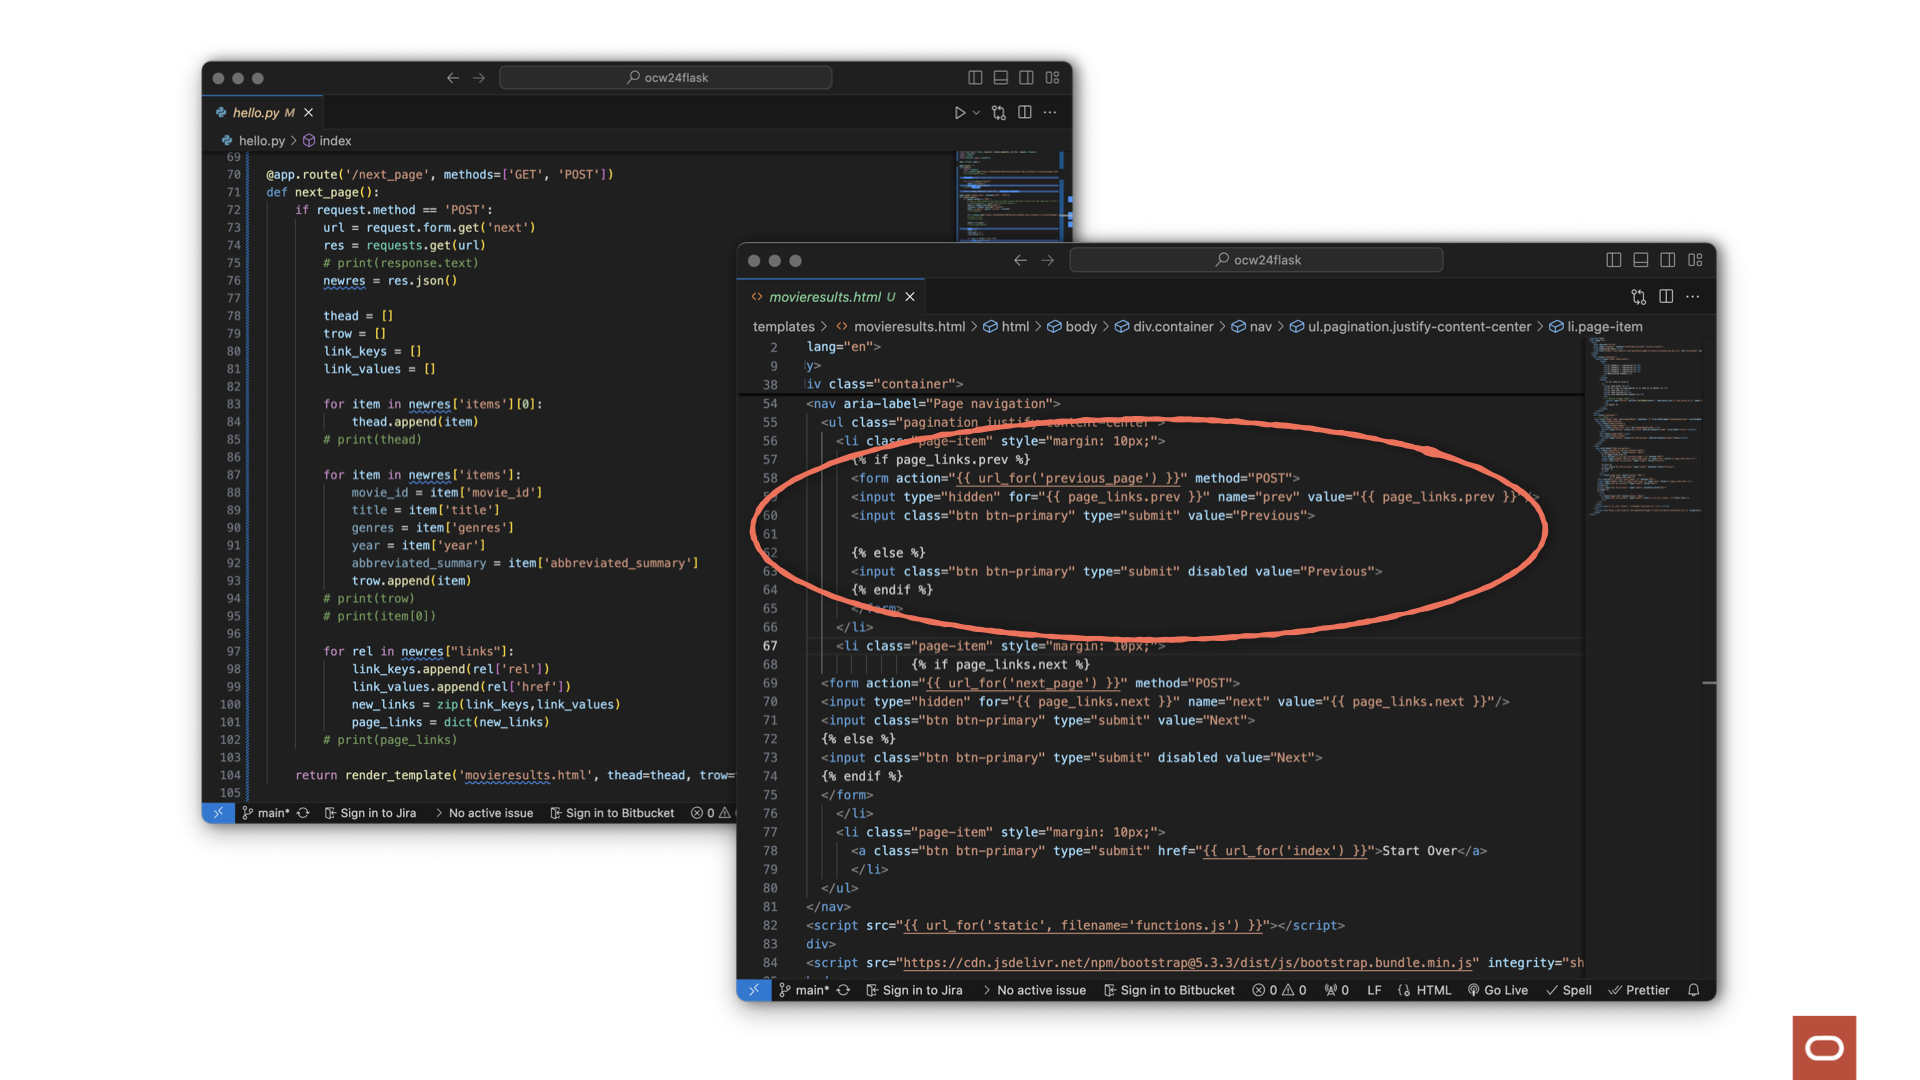 ocw24flask
hello.py M
hello.py > index
69
70 @app.route('/next_page', methods=['GET', 'POST'])
71 def next_page():
72 if request.method == 'POST':
73 url = request.form.get('next')
74 res = requests.get(url)
75 # print(response.text)
76 newres = res.json()
77
78 thead = []
79 trow = []
80 link_keys = []
81 link_values = []
82
83 for item in newres['items'][0]:
84 thead.append(item)
85 # print(thead)
86
87 for item in newres['items']:
88 movie_id = item['movie_id']
89 title = item['title']
90 genres = item['genres']
91 year = item['year']
92 abbreviated_summary = item['abbreviated_summary']
93 trow.append(item)
94 # print(trow)
95 # print(item[0])
96
97 for rel in newres["links"]:
98 link_keys.append(rel['rel'])
99 link_values.append(rel['href'])
100 new_links = zip(link_keys,link_values)
101 page_links = dict(new_links)
102 # print(page_links)
103
104 return render_template('movieresults.html', thead=thead, trow=
105
main* Sign in to Jira > No active issue Sign in to Bitbucket 0
ocw24flask
movieresults.html U
templates > movieresults.html > html > body > div.container > nav > ul.pagination.justify-content-center > li.page-item
2 lang="en">
9 y>
38 iv class="container">
54 <nav aria-label="Page navigation">
55 <ul class="pagination justify-content-center">
56 <li class="page-item" style="margin: 10px;">
57 {% if page_links.prev %}
58 <form action="{{ url_for('previous_page') }}" method="POST">
59 <input type="hidden" for="{{ page_links.prev }}" name="prev" value="{{ page_links.prev }}"/>
60 <input class="btn btn-primary" type="submit" value="Previous">
61
62 {% else %}
63 <input class="btn btn-primary" type="submit" disabled value="Previous">
64 {% endif %}
65 </form>
66 </li>
67 <li class="page-item" style="margin: 10px;">
68 {% if page_links.next %}
69 <form action="{{ url_for('next_page') }}" method="POST">
70 <input type="hidden" for="{{ page_links.next }}" name="next" value="{{ page_links.next }}"/>
71 <input class="btn btn-primary" type="submit" value="Next">
72 {% else %}
73 <input class="btn btn-primary" type="submit" disabled value="Next">
74 {% endif %}
75 </form>
76 </li>
77 <li class="page-item" style="margin: 10px;">
78 <a class="btn btn-primary" type="submit" href="{{ url_for('index') }}">Start Over</a>
79 </li>
80 </ul>
81 </nav>
82 <script src="{{ url_for('static', filename='functions.js') }}"></script>
83 div>
84 <script src="https://cdn.jsdelivr.net/npm/bootstrap@5.3.3/dist/js/bootstrap.bundle.min.js" integrity="sh
main* Sign in to Jira > No active issue Sign in to Bitbucket 0 0 0 LF {} HTML Go Live Spell Prettier